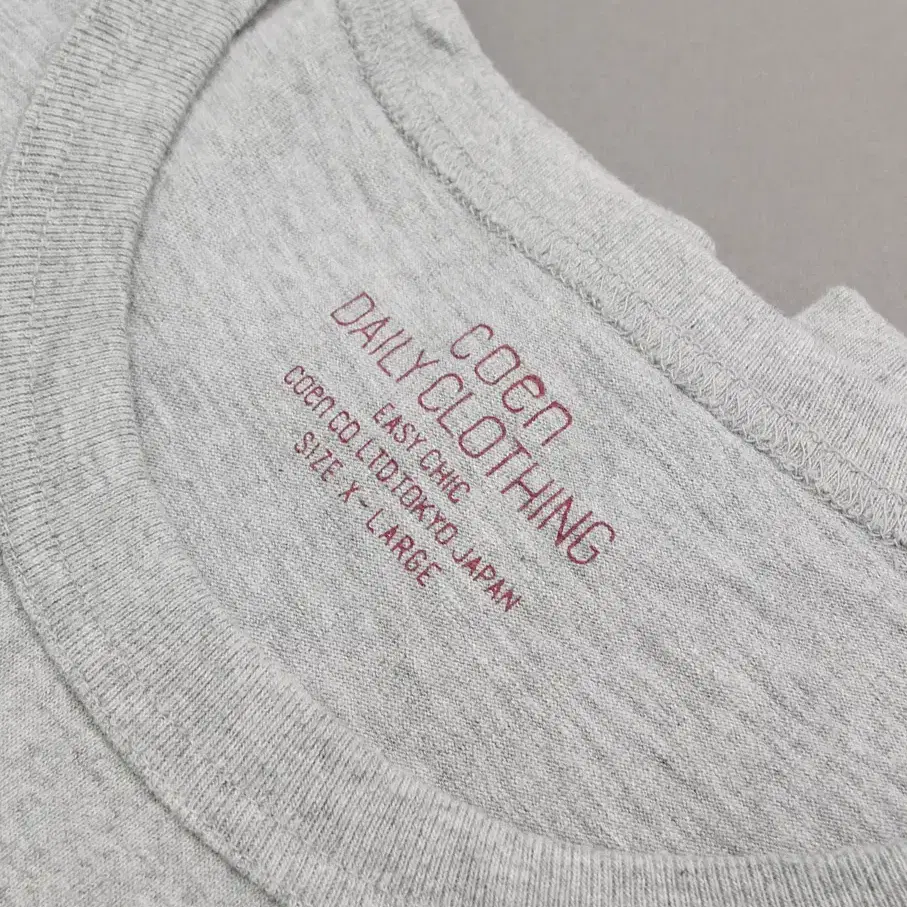 coen
DAILY CLOTHING
EASY CHIC
coen CO.LTD TOKYO JAPAN
SIZE X-LARGE